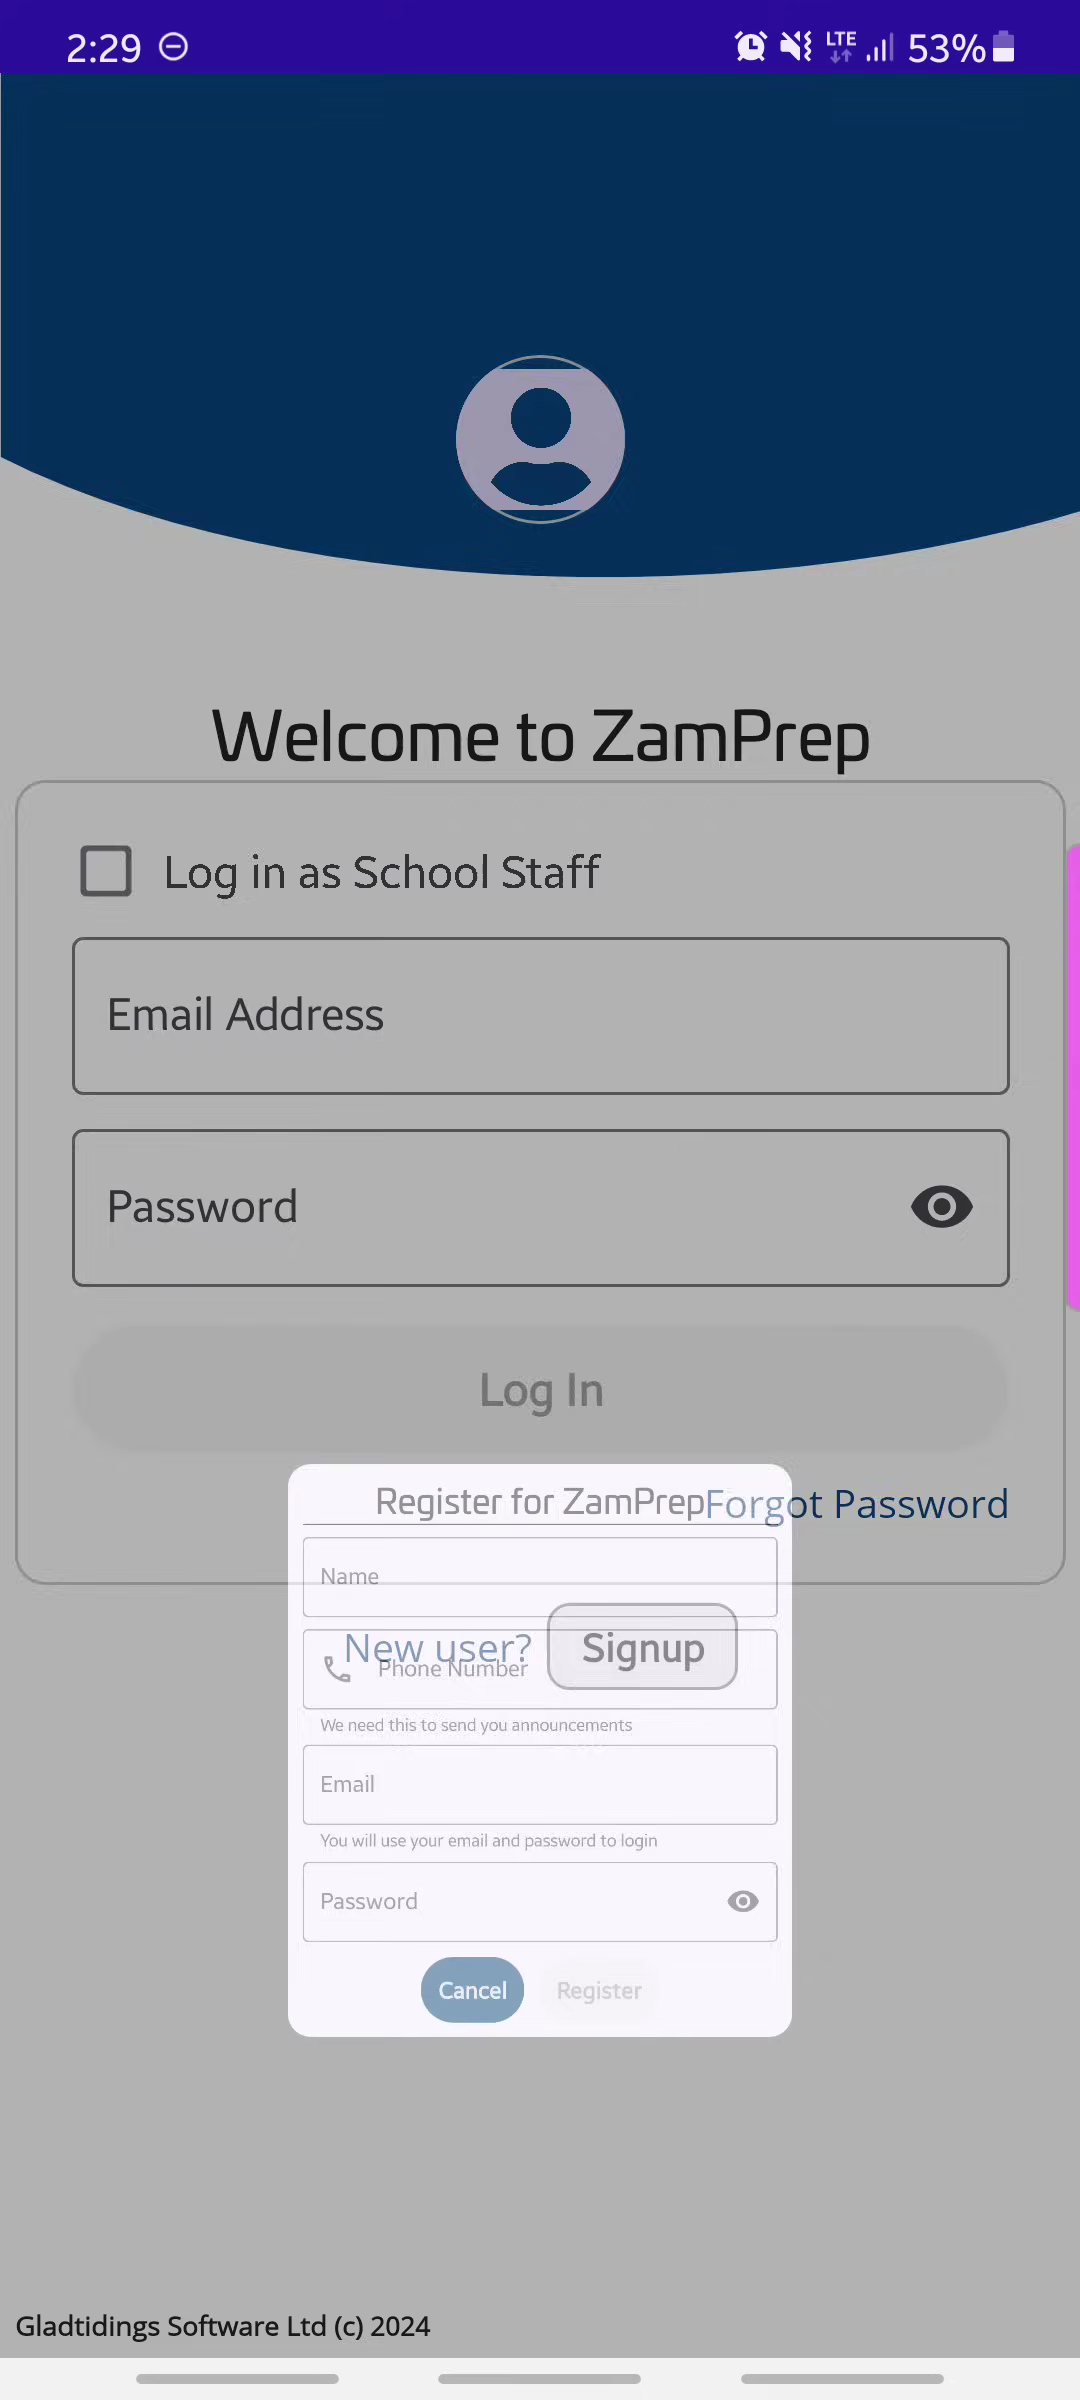 2:29
LTE
53%
Welcome to ZamPrep
Log in as School Staff
Email Address
Password
Log In
Forgot Password
Register for ZamPrep
Name
New user?
Signup
Phone Number
We need this to send you announcements
Email
You will use your email and password to login
Password
Cancel
Register
Gladtidings Software Ltd (c) 2024